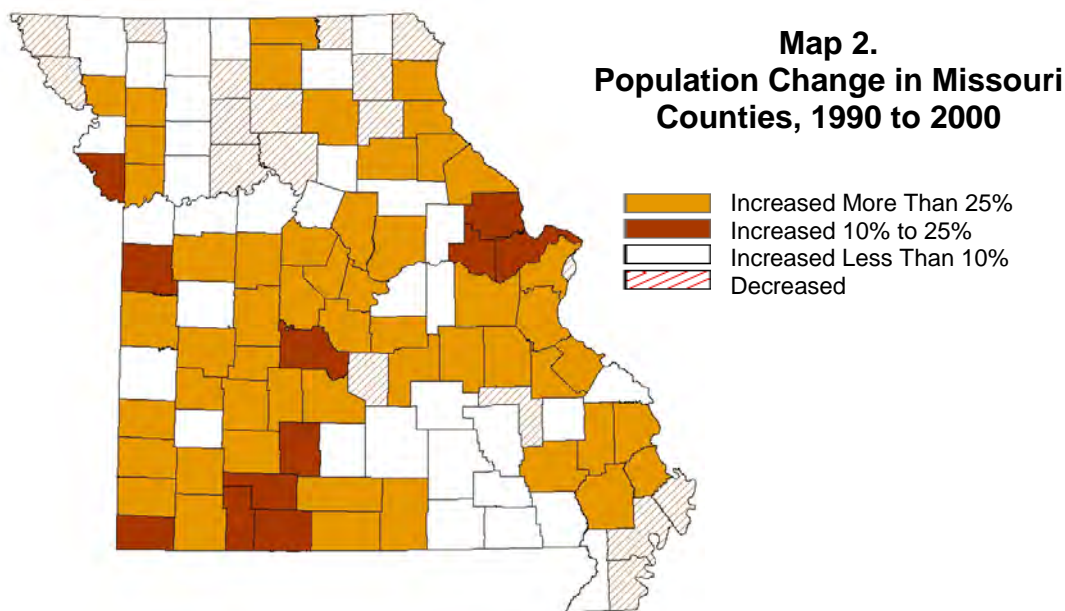 Map 2.
Population Change in Missouri
Counties, 1990 to 2000
Increased More Than 25%
Increased 10% to 25%
Increased Less Than 10%
Decreased